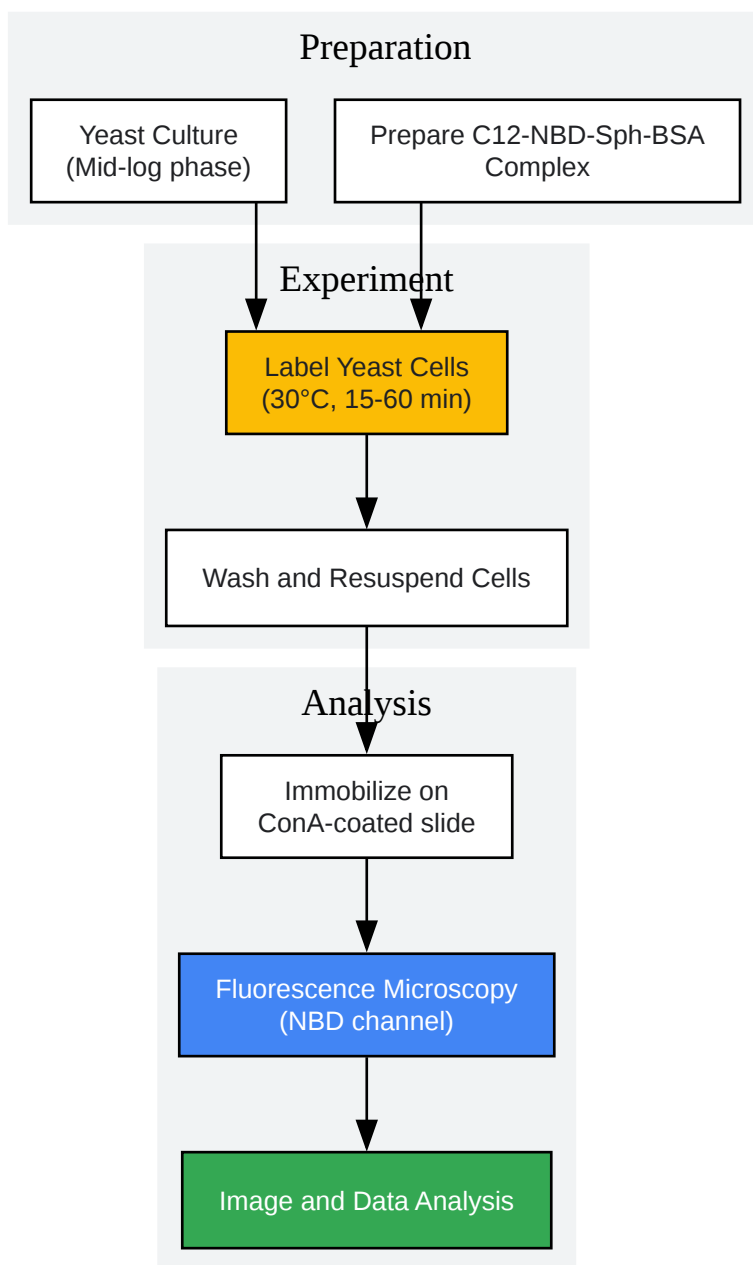 Preparation
Yeast Culture
(Mid-log phase)
Prepare C12-NBD-Sph-BSA
Complex
Experiment
Label Yeast Cells
(30°C, 15-60 min)
Wash and Resuspend Cells
Analysis
Immobilize on
ConA-coated slide
Fluorescence Microscopy
(NBD channel)
Image and Data Analysis